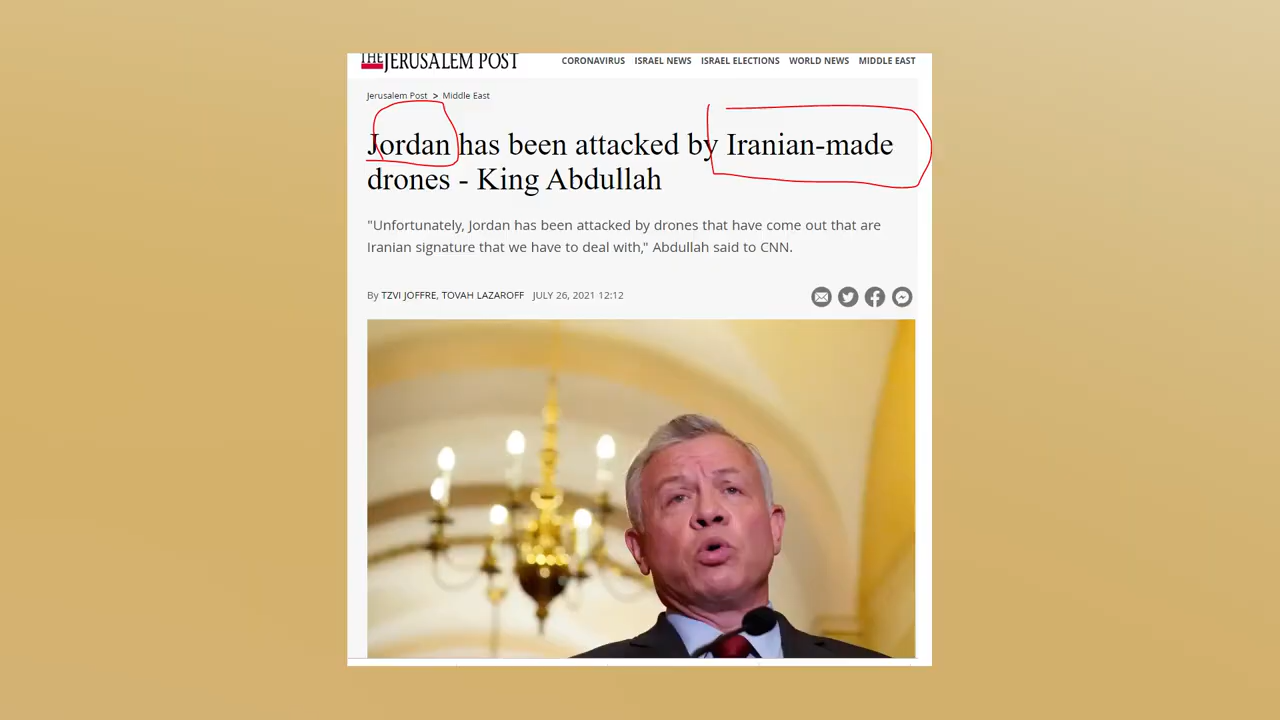 THE JERUSALEM POST
CORONAVIRUS ISRAEL NEWS ISRAEL ELECTIONS WORLD NEWS MIDDLE EAST
Jerusalem Post > Middle East
Jordan has been attacked by Iranian-made
drones - King Abdullah
"Unfortunately, Jordan has been attacked by drones that have come out that are
Iranian signature that we have to deal with," Abdullah said to CNN.
By TZVI JOFFRE, TOVAH LAZAROFF JULY 26, 2021 12:12